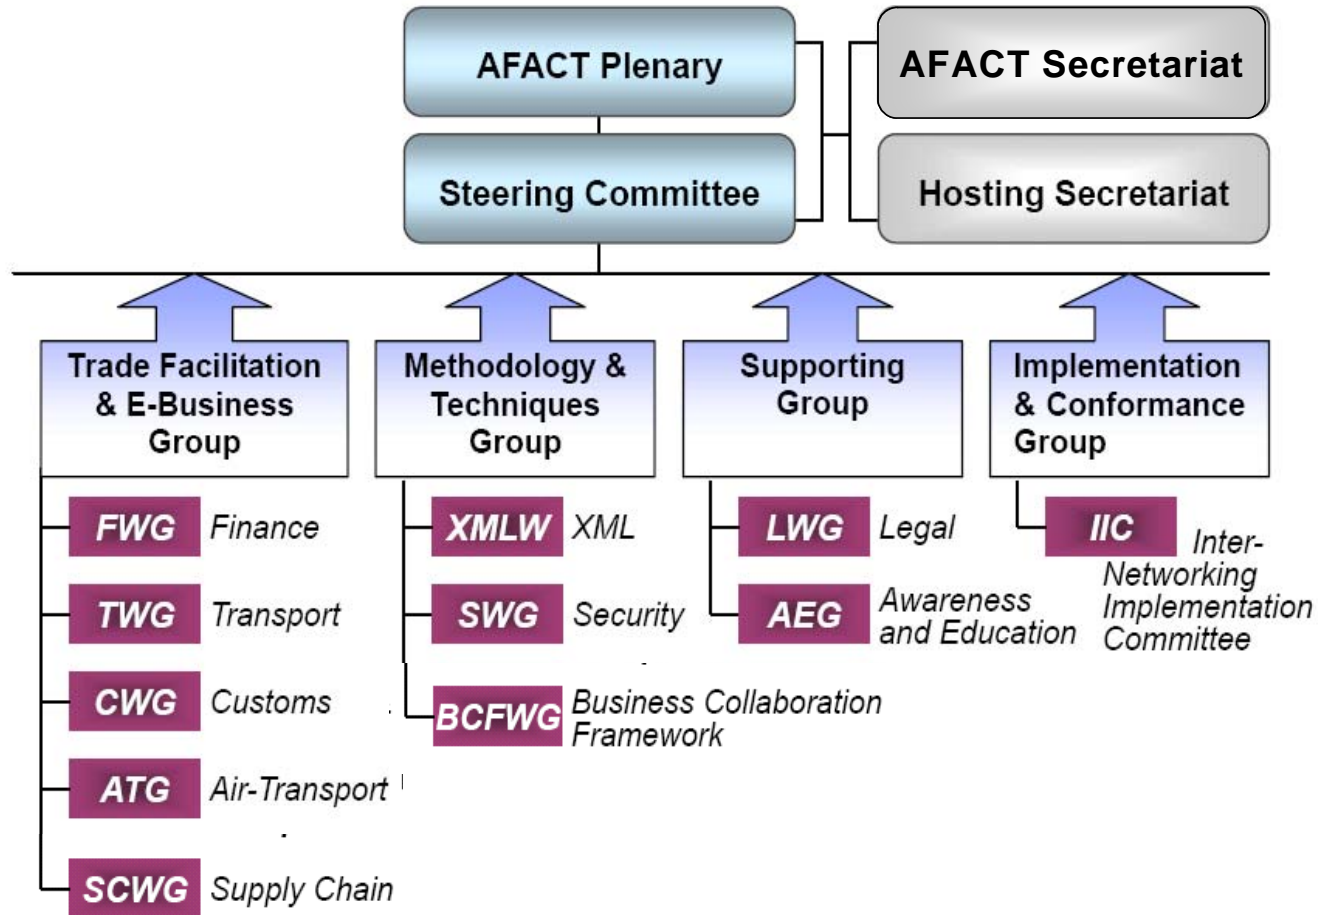 AFACT Plenary
AFACT Secretariat
Steering Committee
Hosting Secretariat
Trade Facilitation
& E-Business
Group
Methodology &
Techniques
Group
Supporting
Group
Implementation
& Conformance
Group
FWG Finance
TWG Transport
CWG Customs
ATG Air-Transport
SCWG Supply Chain
XMLW XML
SWG Security
BCFWG Business Collaboration
Framework
LWG Legal
AEG Awareness
and Education
IIC Inter-
Networking
Implementation
Committee